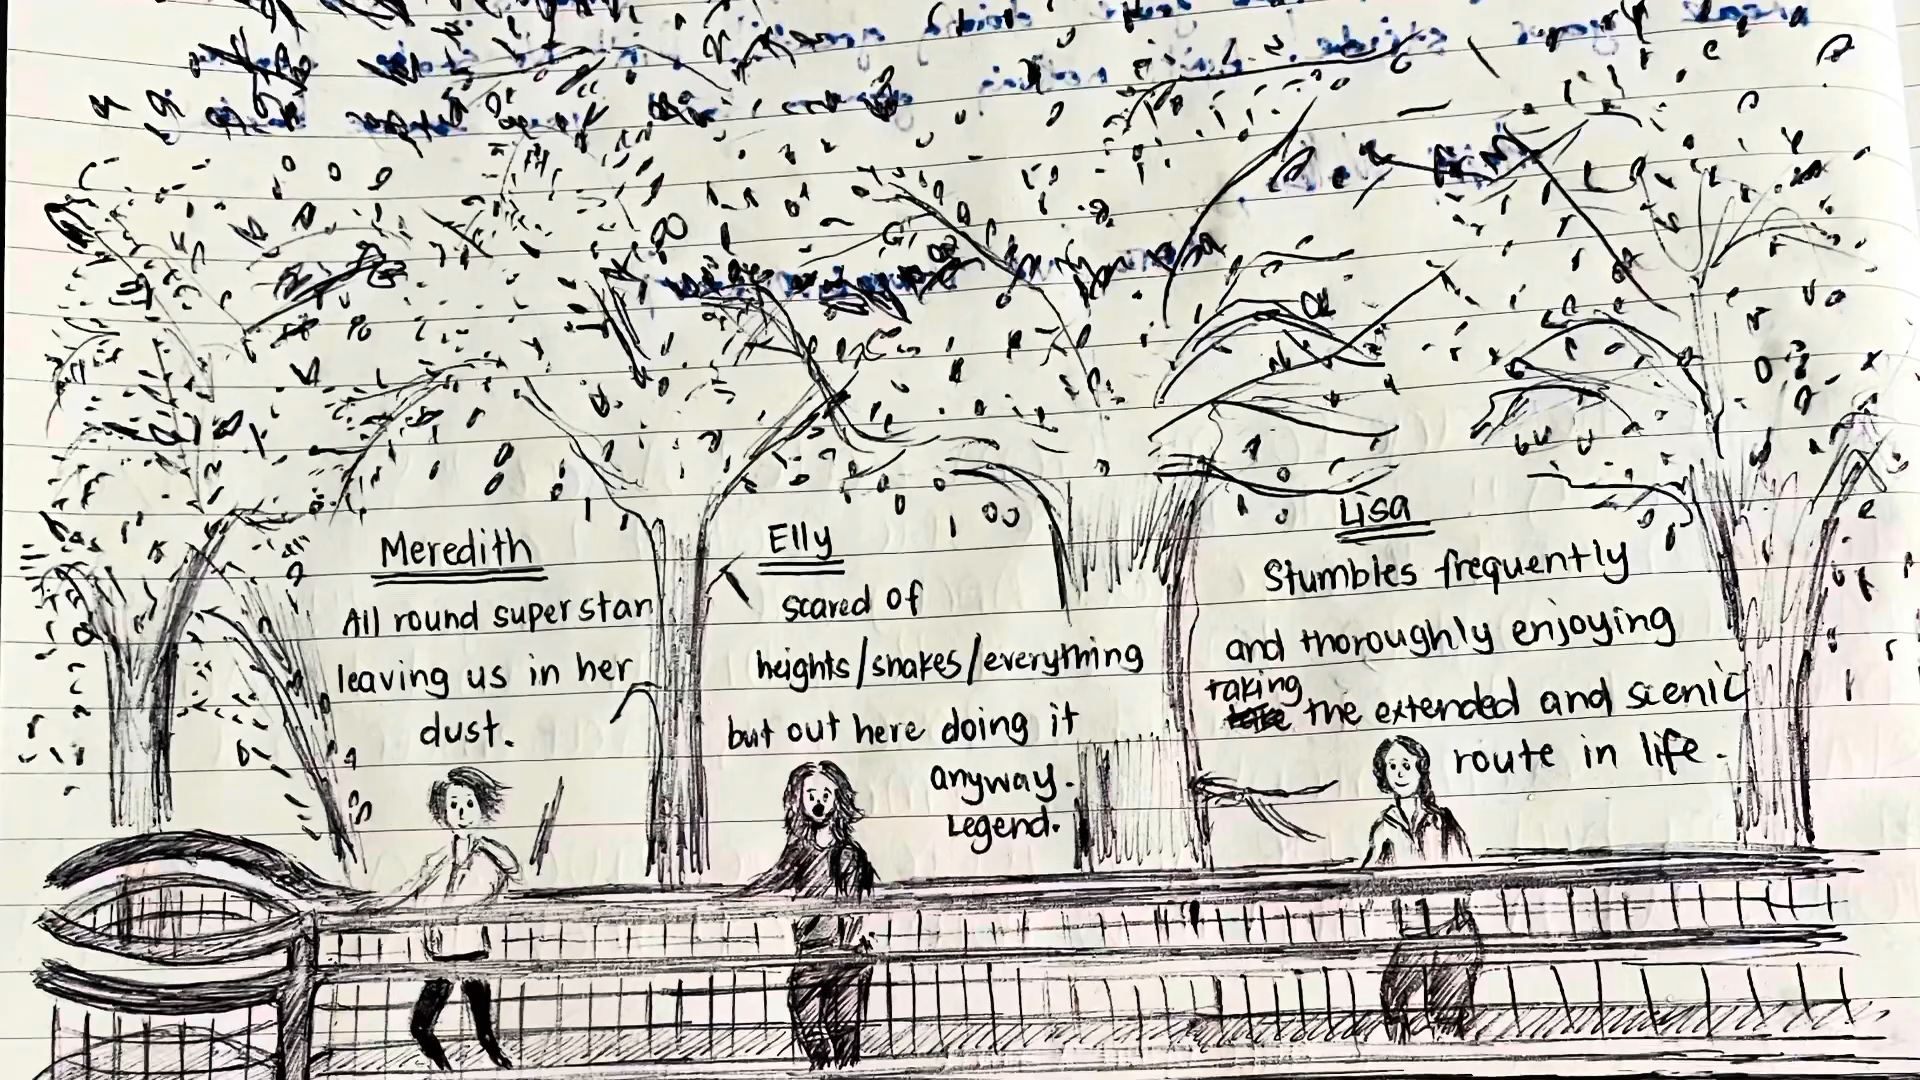 Meredith
All round superstar
leaving us in her
dust.
Elly
scared of
heights/snakes/everything
but out here doing it
anyway.
Legend.
Lisa
Stumbles frequently
and thoroughly enjoying
taking
the extended and scenic
route in life.